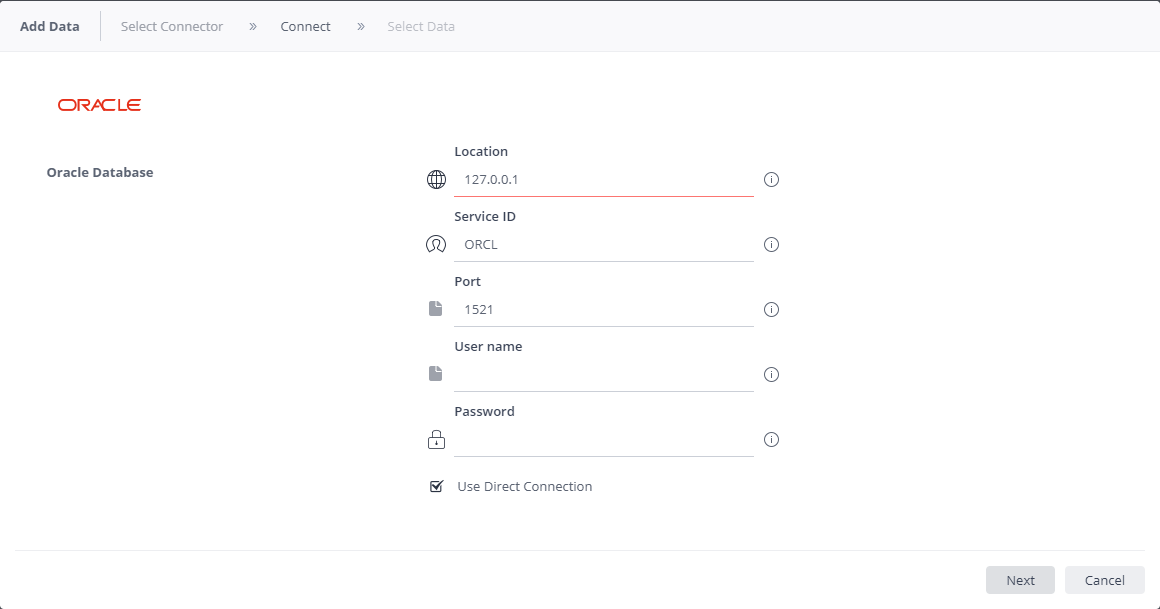 Add Data Select Connector » Connect » Select Data
ORACLE
Oracle Database
Location
127.0.0.1
Service ID
ORCL
Port
1521
User name
Password
Use Direct Connection
Next Cancel